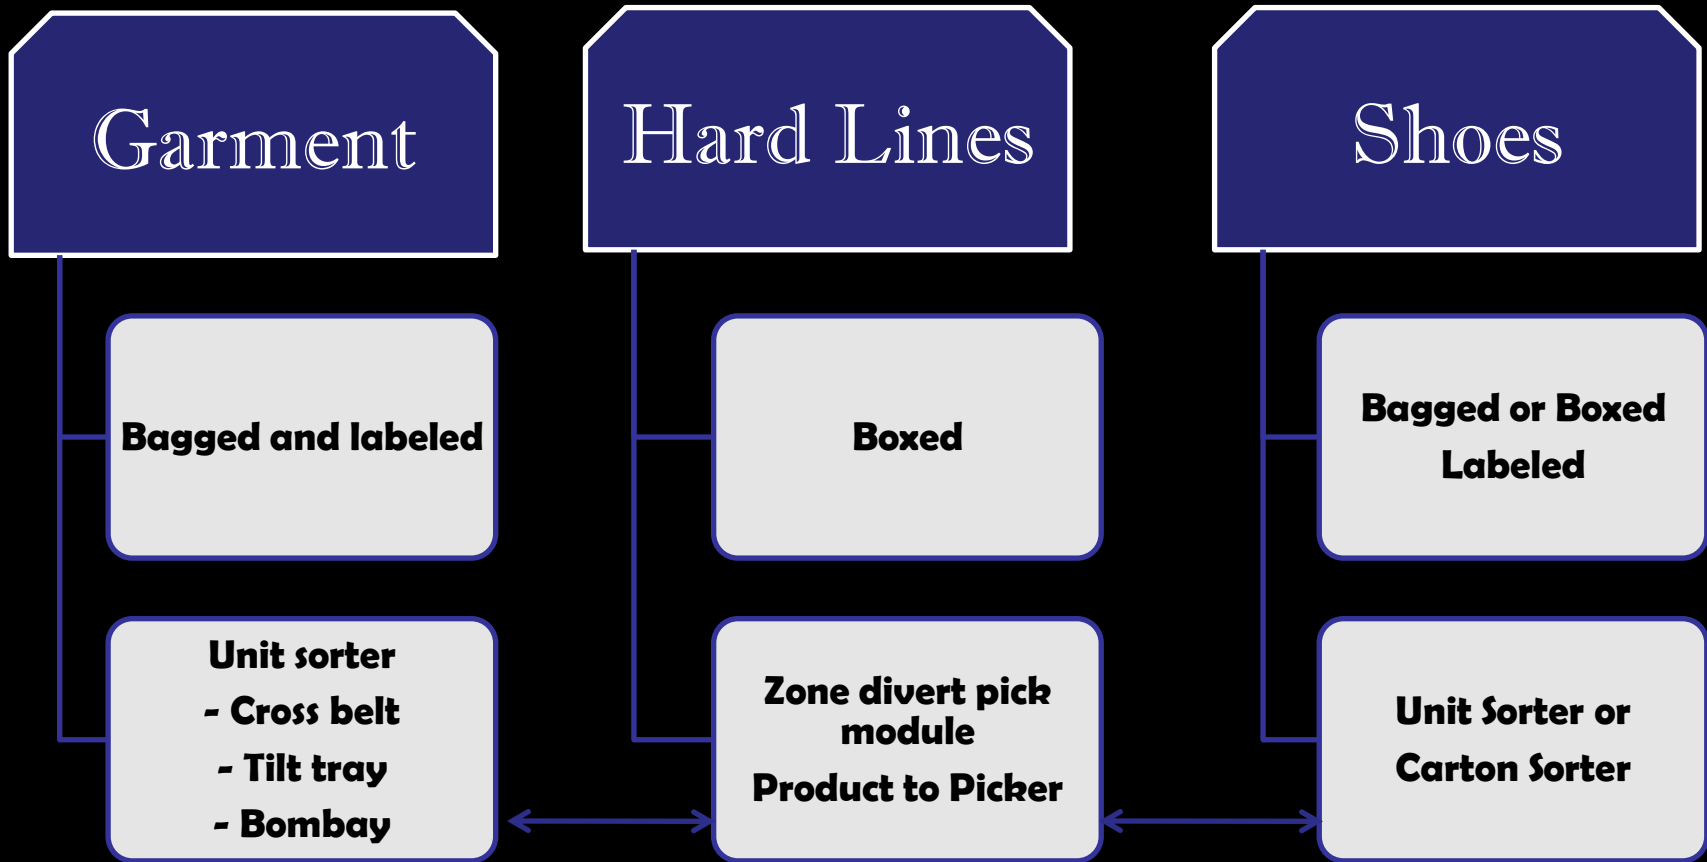 Garment
Bagged and labeled
Unit sorter
- Cross belt
- Tilt tray
- Bombay
Hard Lines
Boxed
Zone divert pick
module
Product to Picker
Shoes
Bagged or Boxed
Labeled
Unit Sorter or
Carton Sorter